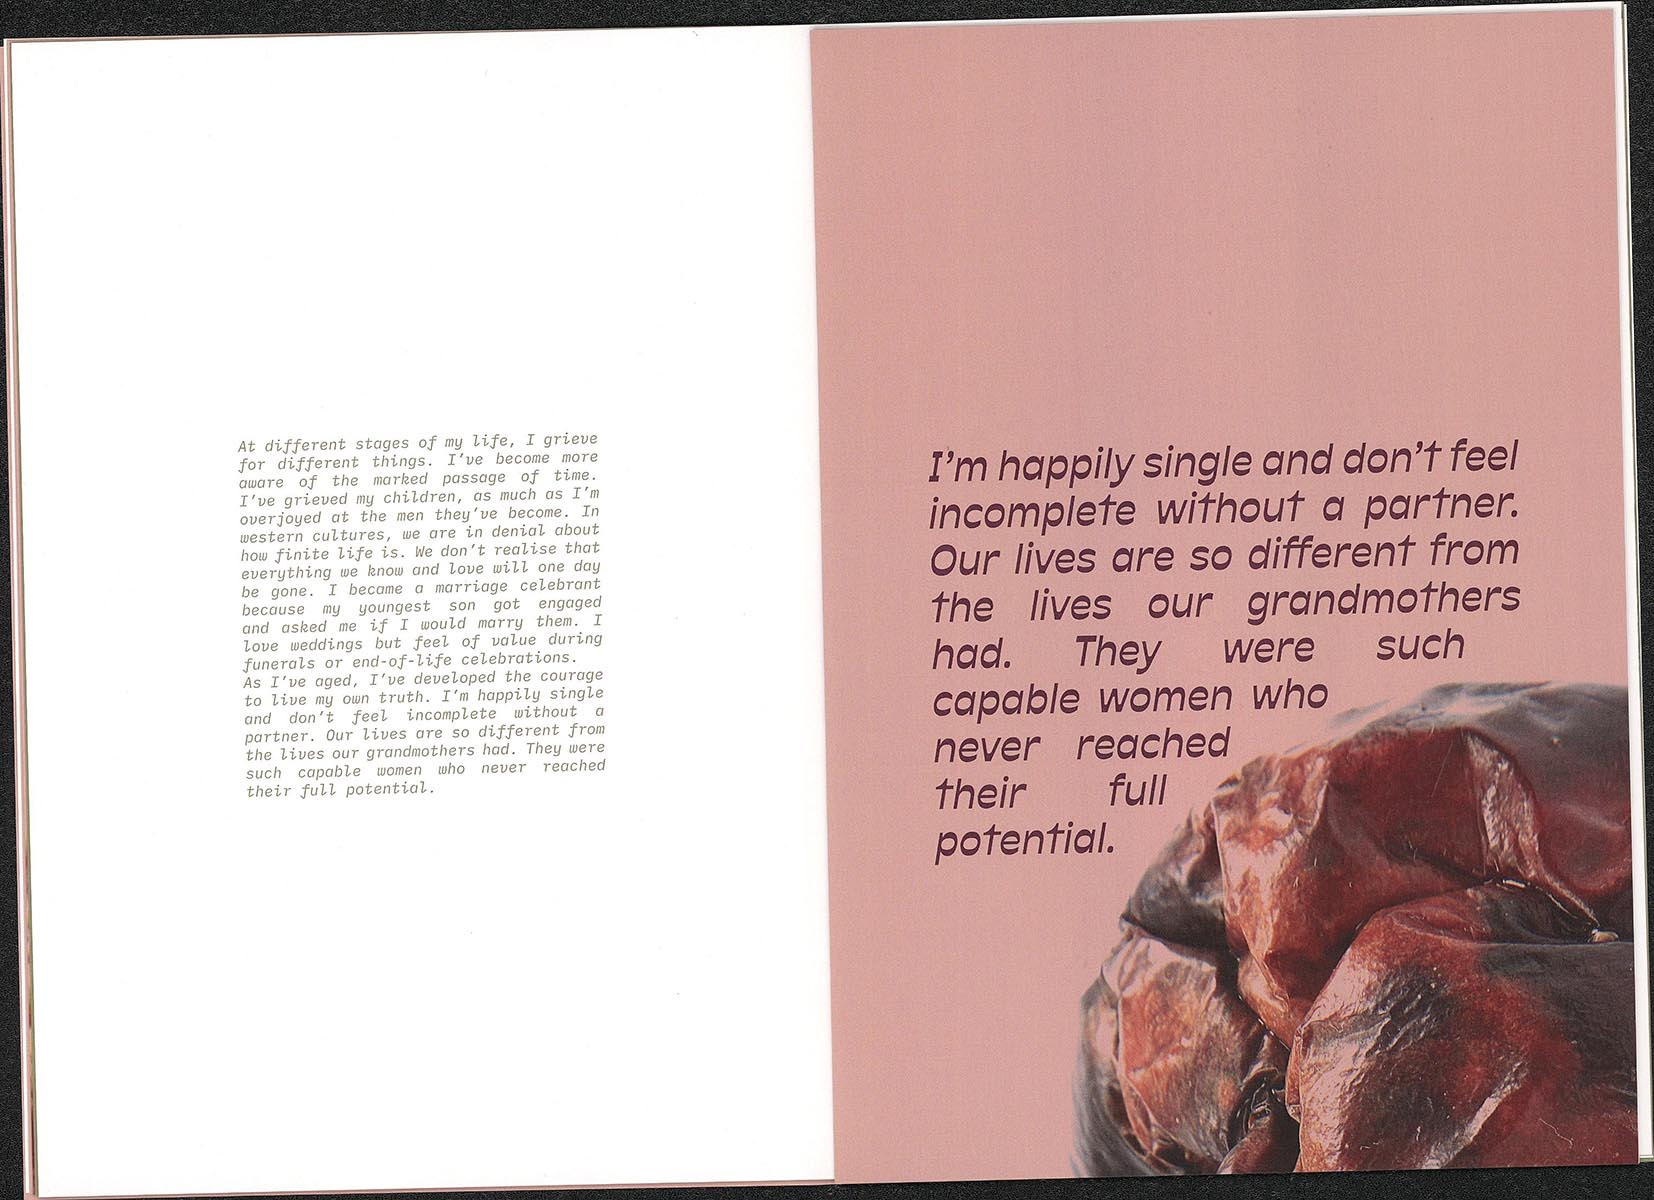 At different stages of my life, I grieve
for different things. I've become more
aware of the marked passage of time.
I've grieved my children, as much as I'm
overjoyed at the men they've become. In
western cultures, we are in denial about
how finite life is. We don't realise that
everything we know and love will one day
be gone. I became a marriage celebrant
because my youngest son got engaged
and asked me if I would marry them. I
love weddings but feel of value during
funerals or end-of-life celebrations.
As I've aged, I've developed the courage
to live my own truth. I'm happily single
and don't feel incomplete without a
partner. Our lives are so different from
the lives our grandmothers had. They were
such capable women who never reached
their full potential.
I'm happily single and don't feel
incomplete without a partner.
Our lives are so different from
the lives our grandmothers
had. They were such
capable women who
never reached
their full
potential.